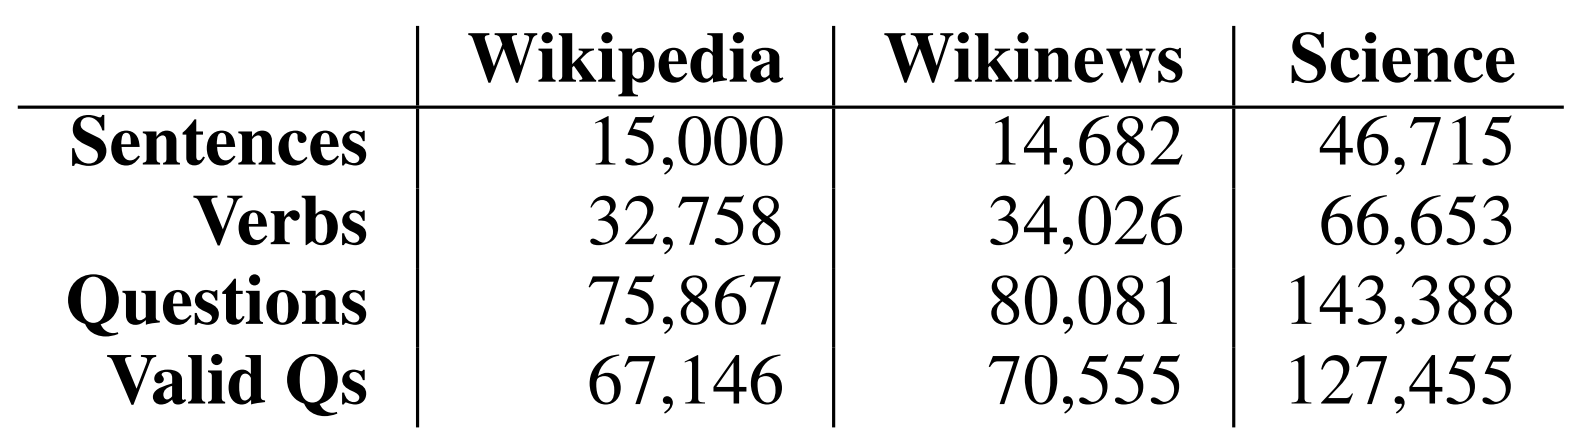 Wikipedia Wikinews Science
Sentences 15,000 14,682 46,715
Verbs 32,758 34,026 66,653
Questions 75,867 80,081 143,388
Valid Qs 67,146 70,555 127,455